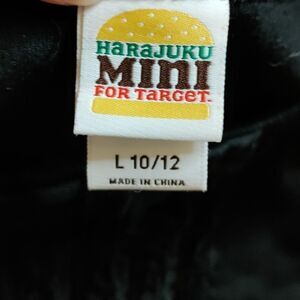 HARAJUKU
MINI
FOR TARGET.
L 10/12
MADE IN CHINA